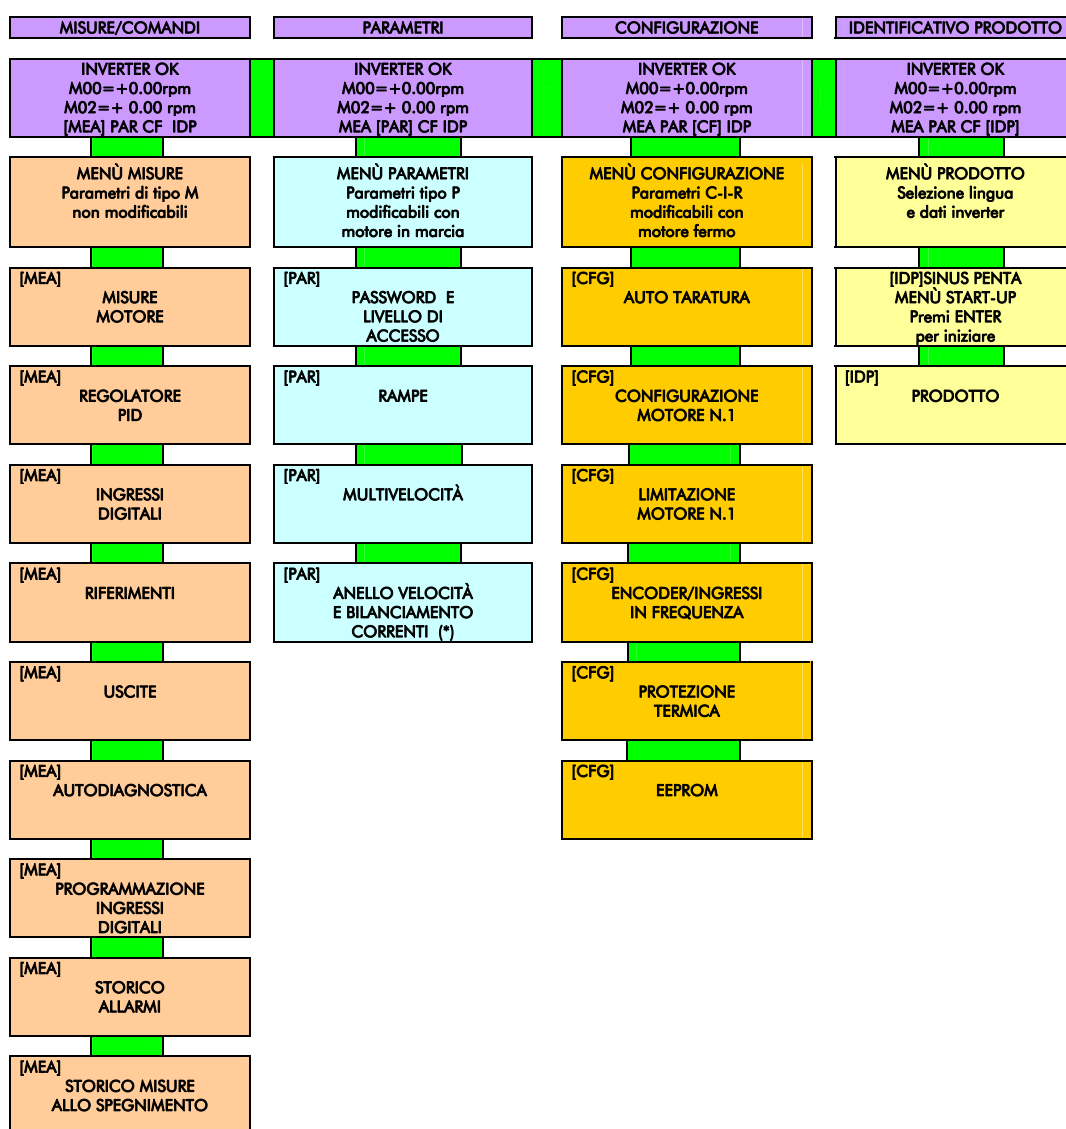 MISURE/COMANDI
INVERTER OK
M00=+0.00rpm
M02=+ 0.00 rpm
[MEA] PAR CF IDP
MENÙ MISURE
Parametri di tipo M
non modificabili
[MEA]
MISURE
MOTORE
[MEA]
REGOLATORE
PID
[MEA]
INGRESSI
DIGITALI
[MEA]
RIFERIMENTI
[MEA]
USCITE
[MEA]
AUTODIAGNOSTICA
[MEA]
PROGRAMMAZIONE
INGRESSI
DIGITALI
[MEA]
STORICO
ALLARMI
[MEA]
STORICO MISURE
ALLO SPEGNIMENTO
PARAMETRI
INVERTER OK
M00=+0.00rpm
M02=+ 0.00 rpm
MEA [PAR] CF IDP
MENÙ PARAMETRI
Parametri tipo P
modificabili con
motore in marcia
[PAR]
PASSWORD E
LIVELLO DI
ACCESSO
[PAR]
RAMPE
[PAR]
MULTIVELOCITÀ
[PAR]
ANELLO VELOCITÀ
E BILANCIAMENTO
CORRENTI (*)
CONFIGURAZIONE
INVERTER OK
M00=+0.00rpm
M02=+ 0.00 rpm
MEA PAR [CF] IDP
MENÙ CONFIGURAZIONE
Parametri C-I-R
modificabili con
motore fermo
[CFG]
AUTO TARATURA
[CFG]
CONFIGURAZIONE
MOTORE N.1
[CFG]
LIMITAZIONE
MOTORE N.1
[CFG]
ENCODER/INGRESSI
IN FREQUENZA
[CFG]
PROTEZIONE
TERMICA
[CFG]
EEPROM
IDENTIFICATIVO PRODOTTO
INVERTER OK
M00=+0.00rpm
M02=+ 0.00 rpm
MEA PAR CF [IDP]
MENÙ PRODOTTO
Selezione lingua
e dati inverter
[IDP]SINUS PENTA
MENÙ START-UP
Premi ENTER
per iniziare
[IDP]
PRODOTTO